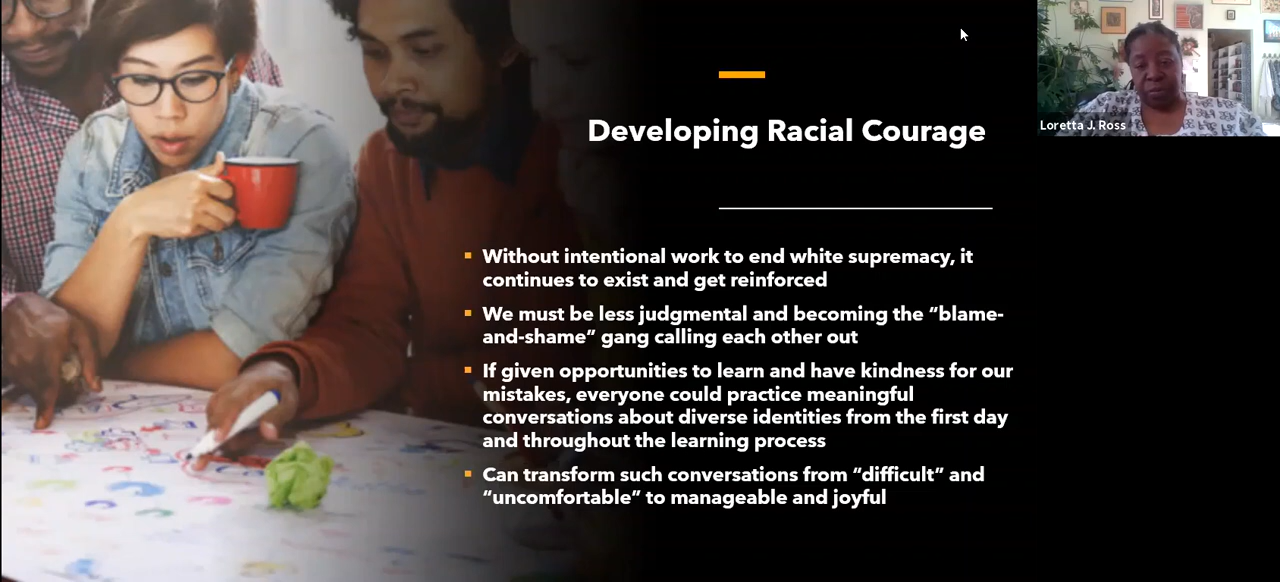 Developing Racial Courage
Loretta J. Ross
Without intentional work to end white supremacy, it
continues to exist and get reinforced
We must be less judgmental and becoming the “blame-
and-shame” gang calling each other out
If given opportunities to learn and have kindness for our
mistakes, everyone could practice meaningful
conversations about diverse identities from the first day
and throughout the learning process
Can transform such conversations from “difficult” and
“uncomfortable” to manageable and joyful